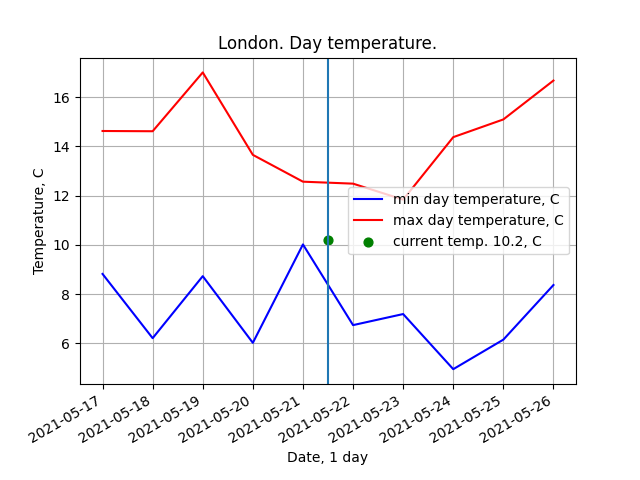 London. Day temperature.
Temperature, C
16
14
12
10
8
6
min day temperature, C
max day temperature, C
current temp. 10.2, C
2021-05-17
2021-05-18
2021-05-19
2021-05-20
2021-05-21
2021-05-22
2021-05-23
2021-05-24
2021-05-25
2021-05-26
Date, 1 day